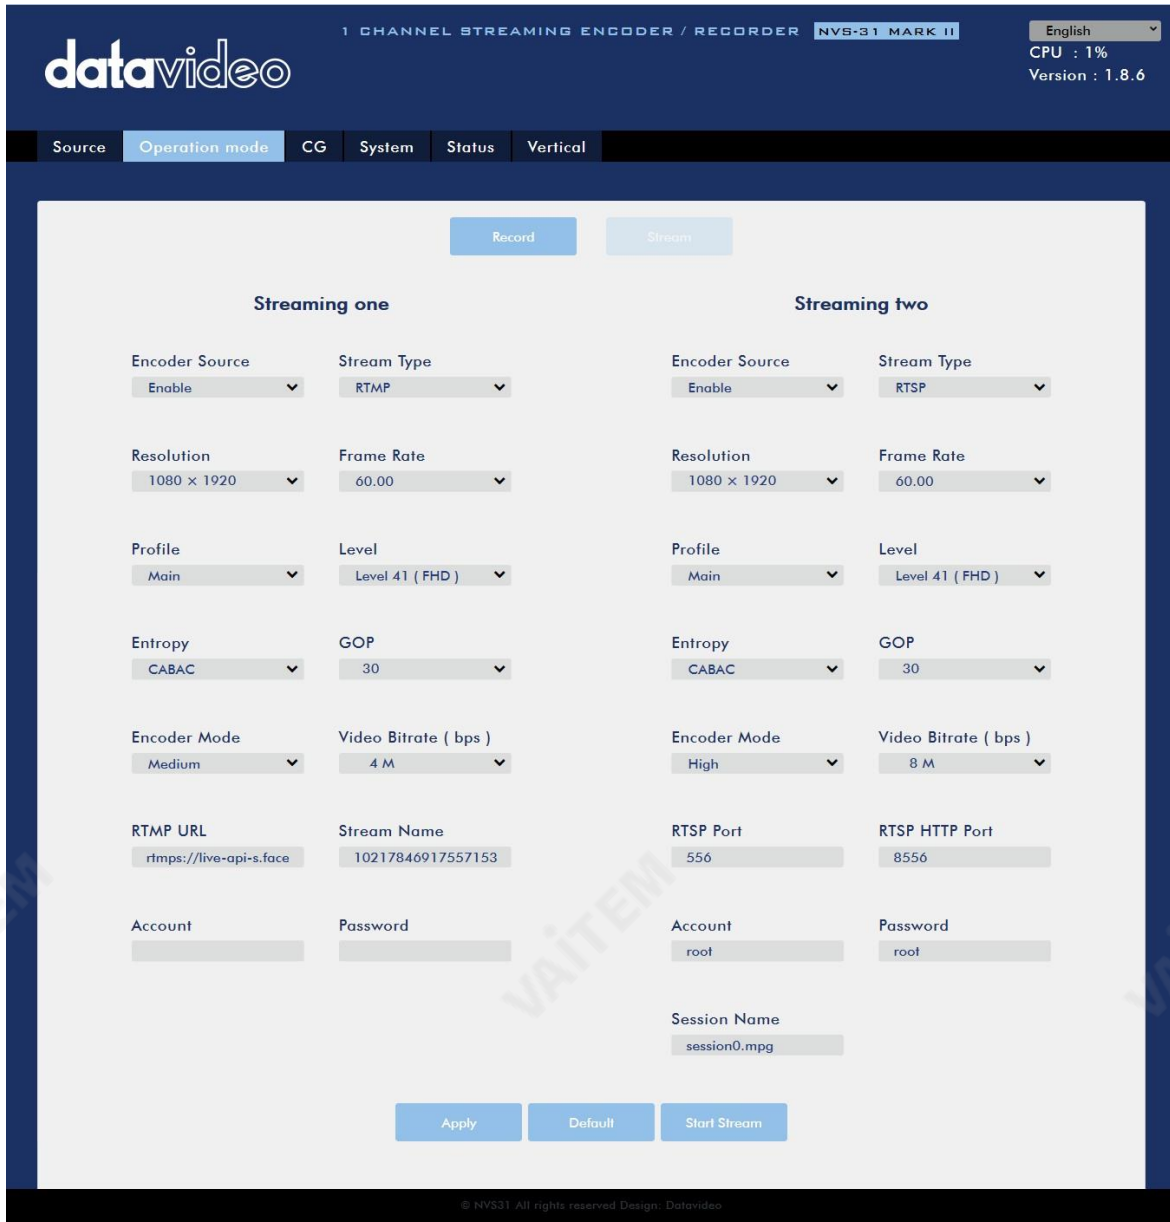 1 CHANNEL STREAMING ENCODER / RECORDER NVS-31 MARK II
English
CPU : 1%
Version : 1.8.6
datavideo
Source Operation mode CG System Status Vertical
Record Stream
Streaming one Streaming two
Encoder Source Stream Type Encoder Source Stream Type
Enable RTMP Enable RTSP
Resolution Frame Rate Resolution Frame Rate
1080 × 1920 60.00 1080 × 1920 60.00
Profile Level Profile Level
Main Level 41 ( FHD ) Main Level 41 ( FHD )
Entropy GOP Entropy GOP
CABAC 30 CABAC 30
Encoder Mode Video Bitrate ( bps ) Encoder Mode Video Bitrate ( bps )
Medium 4 M High 8 M
RTMP URL Stream Name RTSP Port RTSP HTTP Port
rtmps://live-api-s.face 10217846917557153 556 8556
Account Password Account Password
root root
Session Name
session0.mpg
Apply Default Start Stream
© NVS31 All rights reserved Design: Datavideo
VAITEM